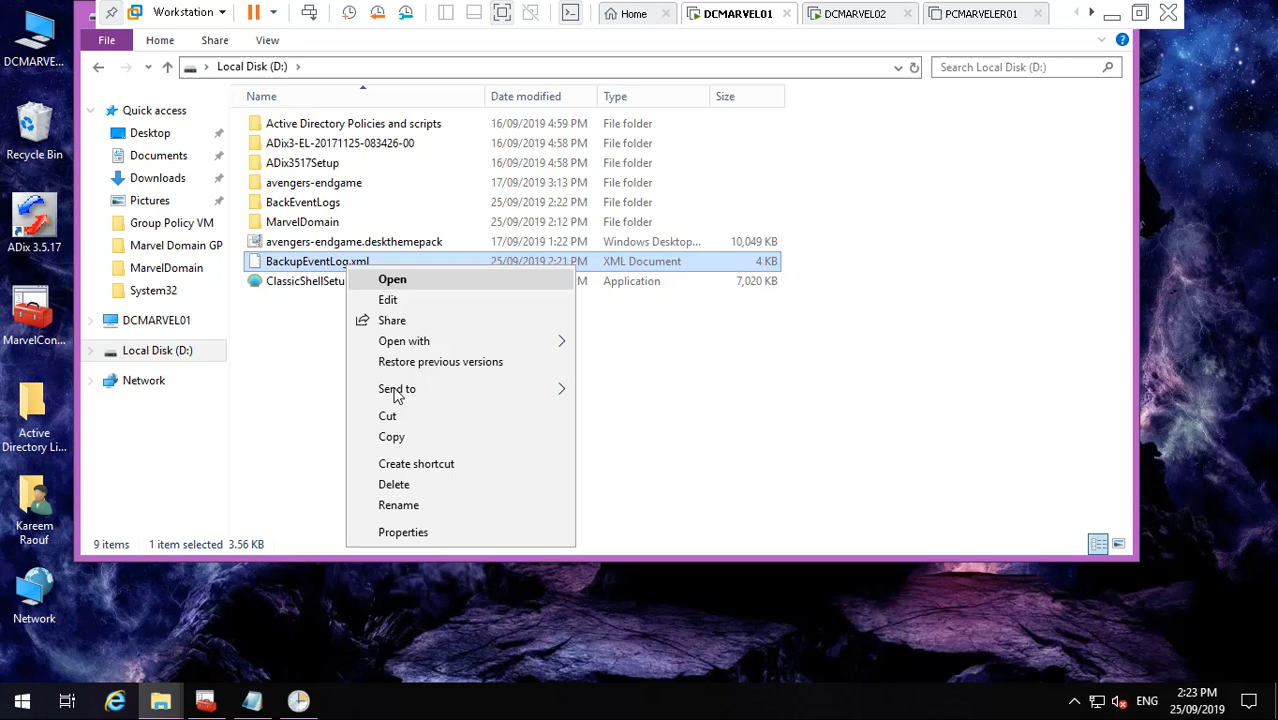 Workstation
Home
DCMARVEL01
DCMARVEL02
PCMARVELER01
File Home Share View
Local Disk (D:)
Search Local Disk (D:)
Name Date modified Type Size
Quick access
Desktop
Documents
Downloads
Pictures
Group Policy VM
Marvel Domain GP
MarvelDomain
System32
DCMARVEL01
Local Disk (D:)
Network
Active Directory Policies and scripts 16/09/2019 4:59 PM File folder
ADix3-EL-20171125-083426-00 16/09/2019 4:58 PM File folder
ADix3517Setup 16/09/2019 4:58 PM File folder
avengers-endgame 17/09/2019 3:13 PM File folder
BackEventLogs 25/09/2019 2:22 PM File folder
MarvelDomain 25/09/2019 2:12 PM File folder
avengers-endgame.deskthemepack 17/09/2019 1:22 PM Windows Desktop... 10,049 KB
BackupEventLog.xml 25/09/2019 2:21 PM XML Document 4 KB
ClassicShellSetu M Application 7,020 KB
Open
Edit
Share
Open with
Restore previous versions
Send to
Cut
Copy
Create shortcut
Delete
Rename
Properties
9 items 1 item selected 3.56 KB
DCMARVE...
Recycle Bin
ADix 3.5.17
MarvelCon...
Active
Directory Li...
Kareem
Raouf
Network
ENG
2:23 PM
25/09/2019